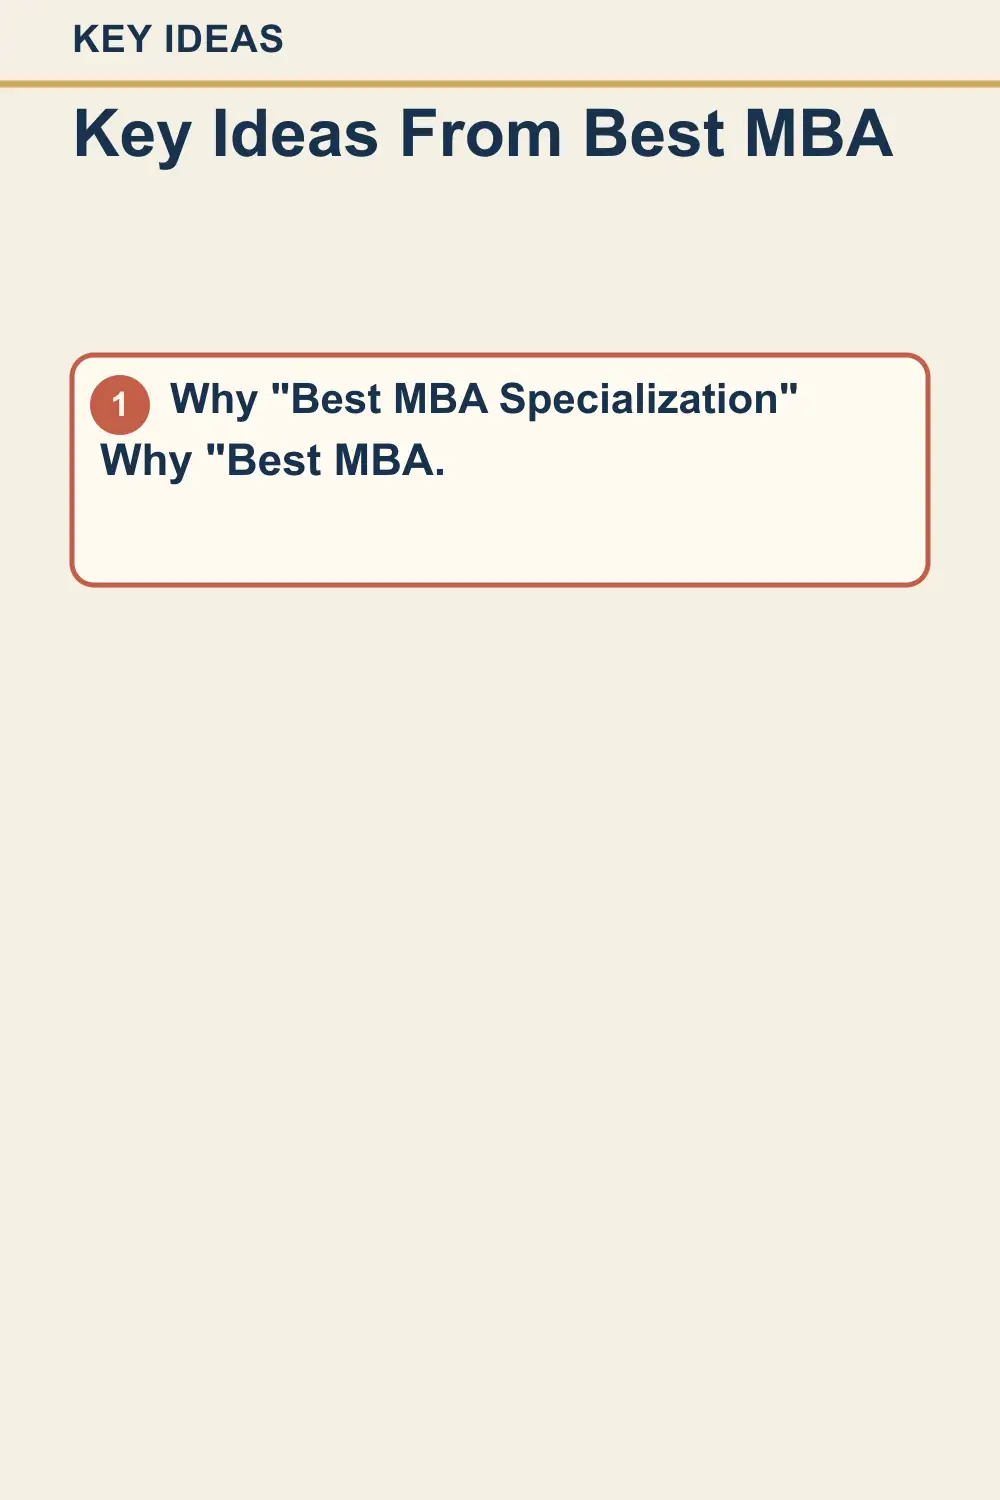 KEY IDEAS
Key Ideas From Best MBA
1 Why "Best MBA Specialization"
Why "Best MBA.